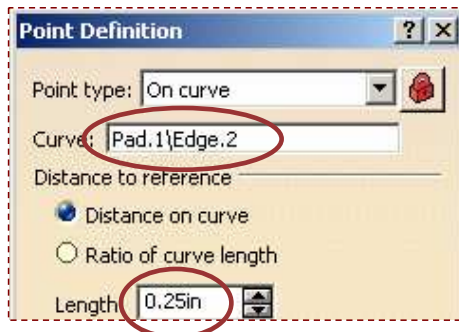 Point Definition ? ×
Point type: On curve
Curve: Pad.1\Edge.2
Distance to reference
Distance on curve
Ratio of curve length
Length 0.25in